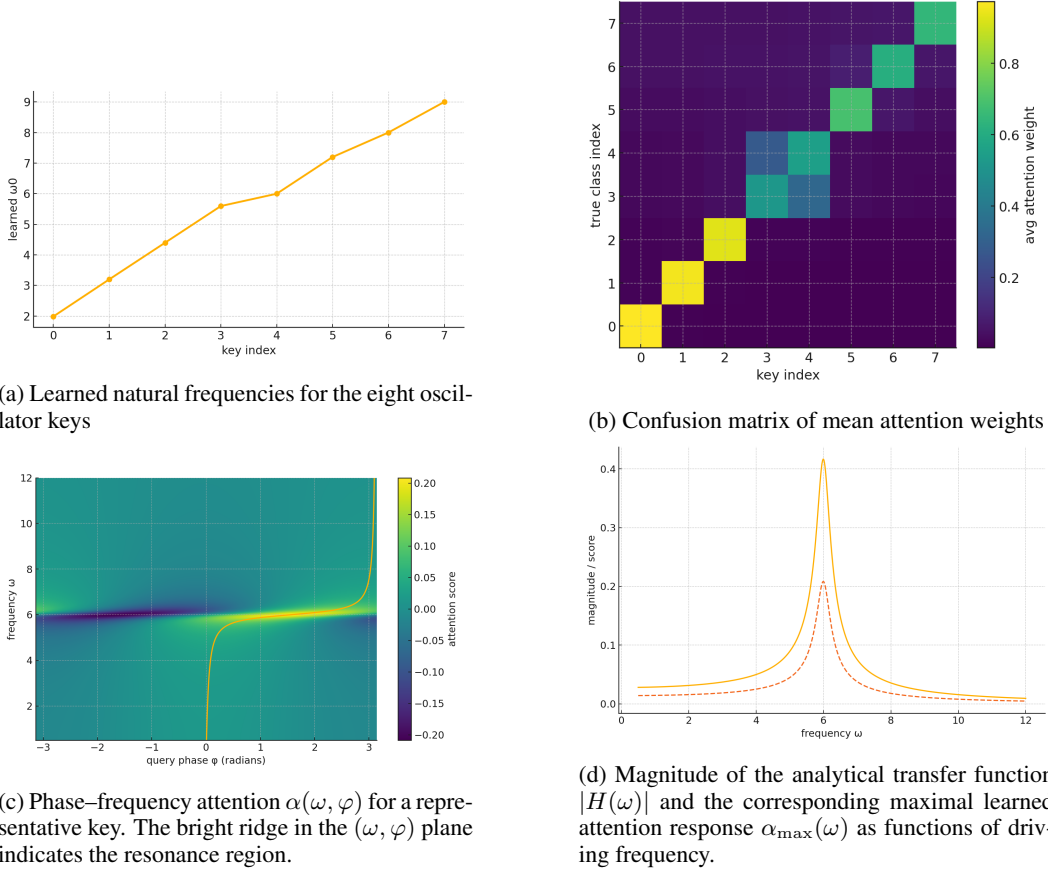 9
8
7
6
5
4
3
2
0 1 2 3 4 5 6 7
learned ω0
key index
(a) Learned natural frequencies for the eight oscil-
lator keys
7
6
5
4
3
2
1
0
0 1 2 3 4 5 6 7
true class index
key index
0.8
0.6
0.4
0.2
avg attention weight
(b) Confusion matrix of mean attention weights
12
10
8
6
4
2
−3 −2 −1 0 1 2 3
frequency ω
query phase φ (radians)
0.20
0.15
0.10
0.05
0.00
−0.05
−0.10
−0.15
−0.20
attention score
(c) Phase–frequency attention α(ω, φ) for a repre-
sentative key. The bright ridge in the (ω, φ) plane
indicates the resonance region.
0.4
0.3
0.2
0.1
0.0
0 2 4 6 8 10 12
magnitude / score
frequency ω
(d) Magnitude of the analytical transfer function
|H(ω)| and the corresponding maximal learned
attention response αmax(ω) as functions of driv-
ing frequency.